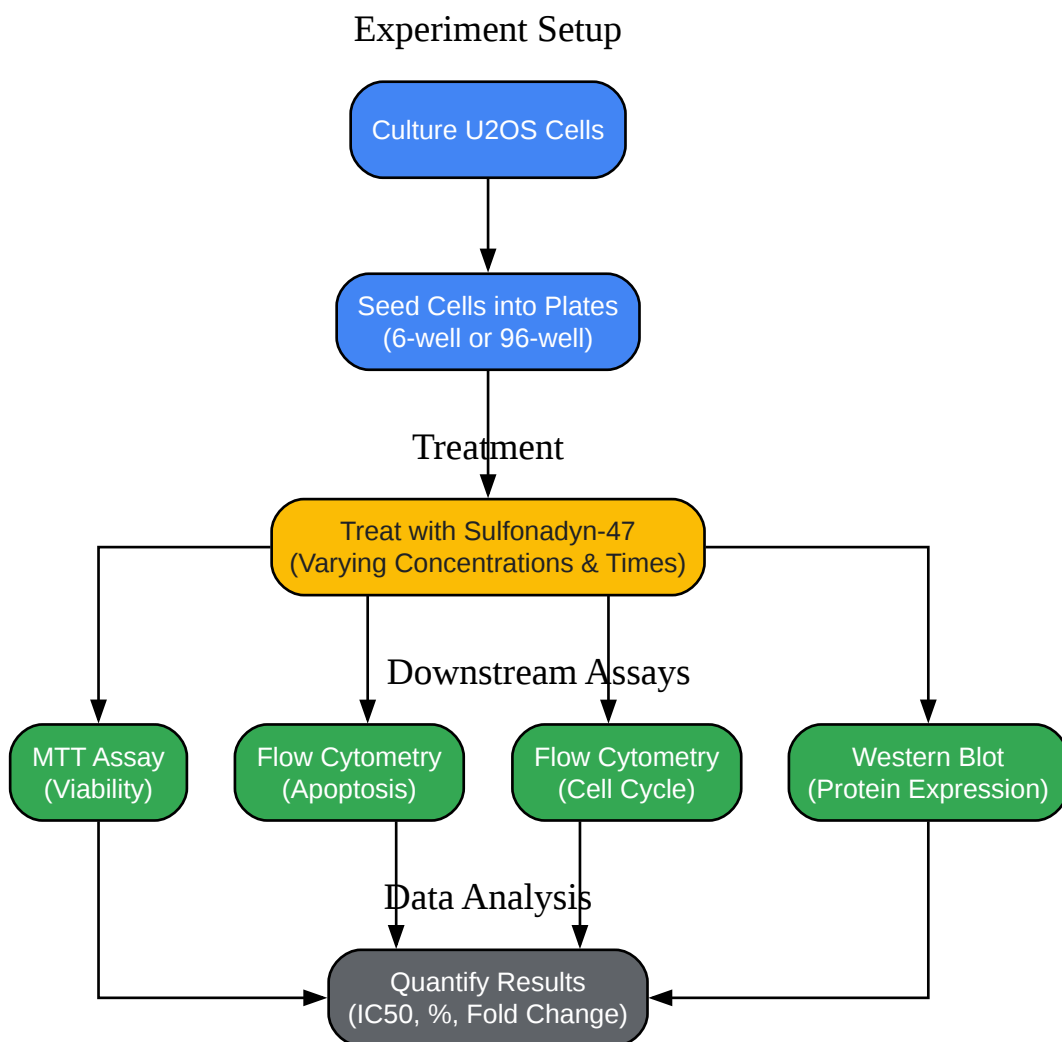 Experiment Setup
Culture U2OS Cells
Seed Cells into Plates
(6-well or 96-well)
Treatment
Treat with Sulfonadyn-47
(Varying Concentrations & Times)
Downstream Assays
MTT Assay
(Viability)
Flow Cytometry
(Apoptosis)
Flow Cytometry
(Cell Cycle)
Western Blot
(Protein Expression)
Data Analysis
Quantify Results
(IC50, %, Fold Change)